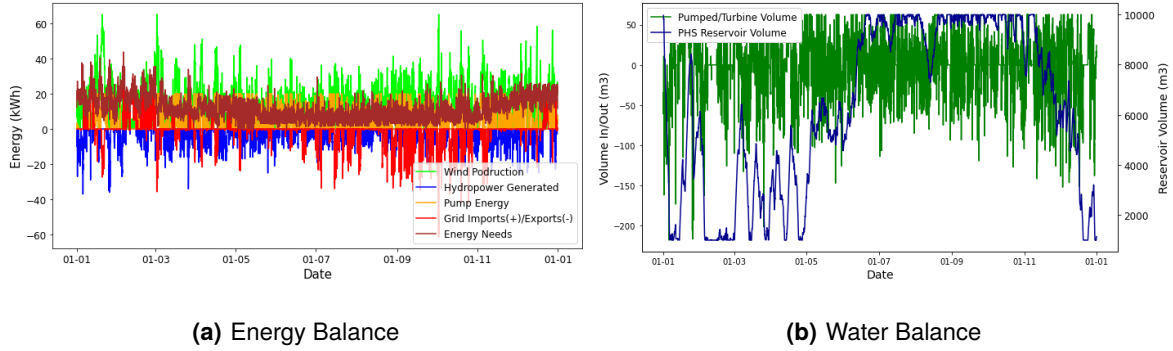 60
40
20
0
−20
−40
−60
Energy (kWh)
01-01
01-03
01-05
01-07
01-09
01-11
01-01
Date
Wind Podruction
Hydropower Generated
Pump Energy
Grid Imports(+)/Exports(-)
Energy Needs
(a) Energy Balance
50
0
−50
−100
−150
−200
Volume In/Out (m3)
Pumped/Turbine Volume
PHS Reservoir Volume
10000
8000
6000
4000
2000
Reservoir Volume (m3)
01-01
01-03
01-05
01-07
01-09
01-11
01-01
Date
(b) Water Balance